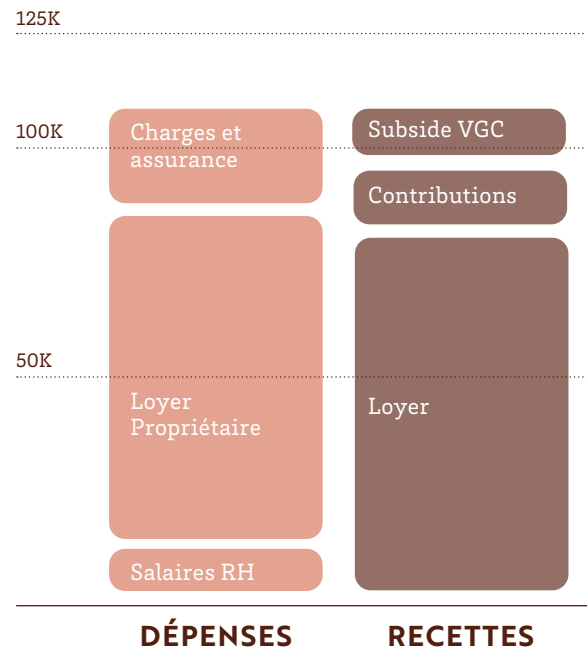 125K
100K
Charges et
assurance
Subside VGC
Contributions
50K
Loyer
Propriétaire
Loyer
Salaires RH
DÉPENSES
RECETTES